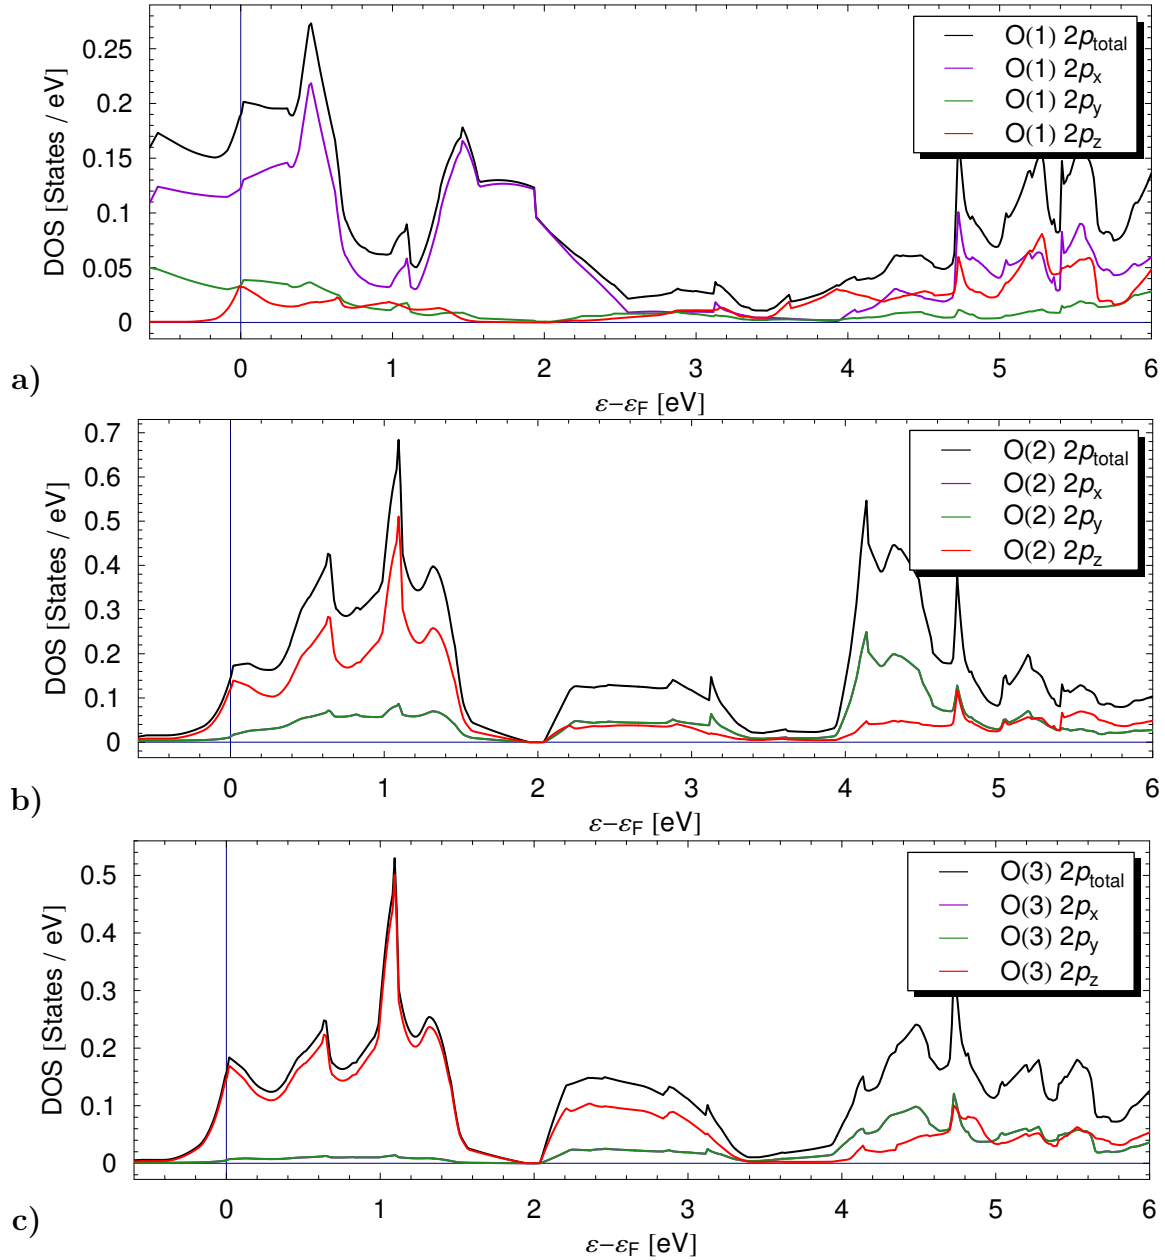 0.25
0.2
0.15
0.1
0.05
0
DOS [States / eV]
O(1) 2p_total
O(1) 2p_x
O(1) 2p_y
O(1) 2p_z
0 1 2 3 4 5 6
a)
ε−ε_F [eV]
0.7
0.6
0.5
0.4
0.3
0.2
0.1
0
DOS [States / eV]
O(2) 2p_total
O(2) 2p_x
O(2) 2p_y
O(2) 2p_z
0 1 2 3 4 5 6
b)
ε−ε_F [eV]
0.5
0.4
0.3
0.2
0.1
0
DOS [States / eV]
O(3) 2p_total
O(3) 2p_x
O(3) 2p_y
O(3) 2p_z
0 1 2 3 4 5 6
c)
ε−ε_F [eV]